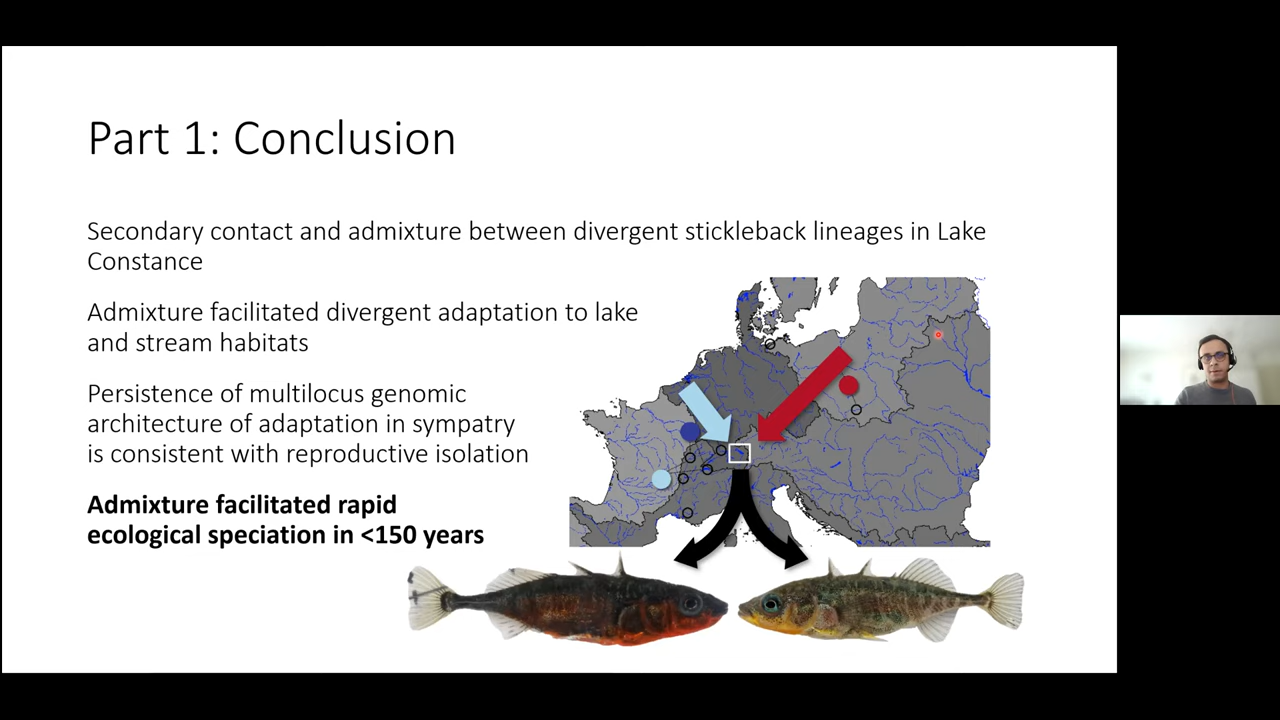 Part 1: Conclusion
Secondary contact and admixture between divergent stickleback lineages in Lake
Constance
Admixture facilitated divergent adaptation to lake
and stream habitats
Persistence of multilocus genomic
architecture of adaptation in sympatry
is consistent with reproductive isolation
Admixture facilitated rapid
ecological speciation in <150 years